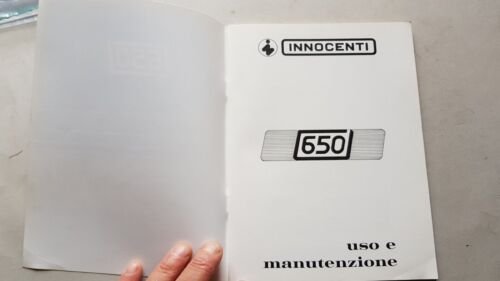 INNOCENTI
650
uso e
manutenzione